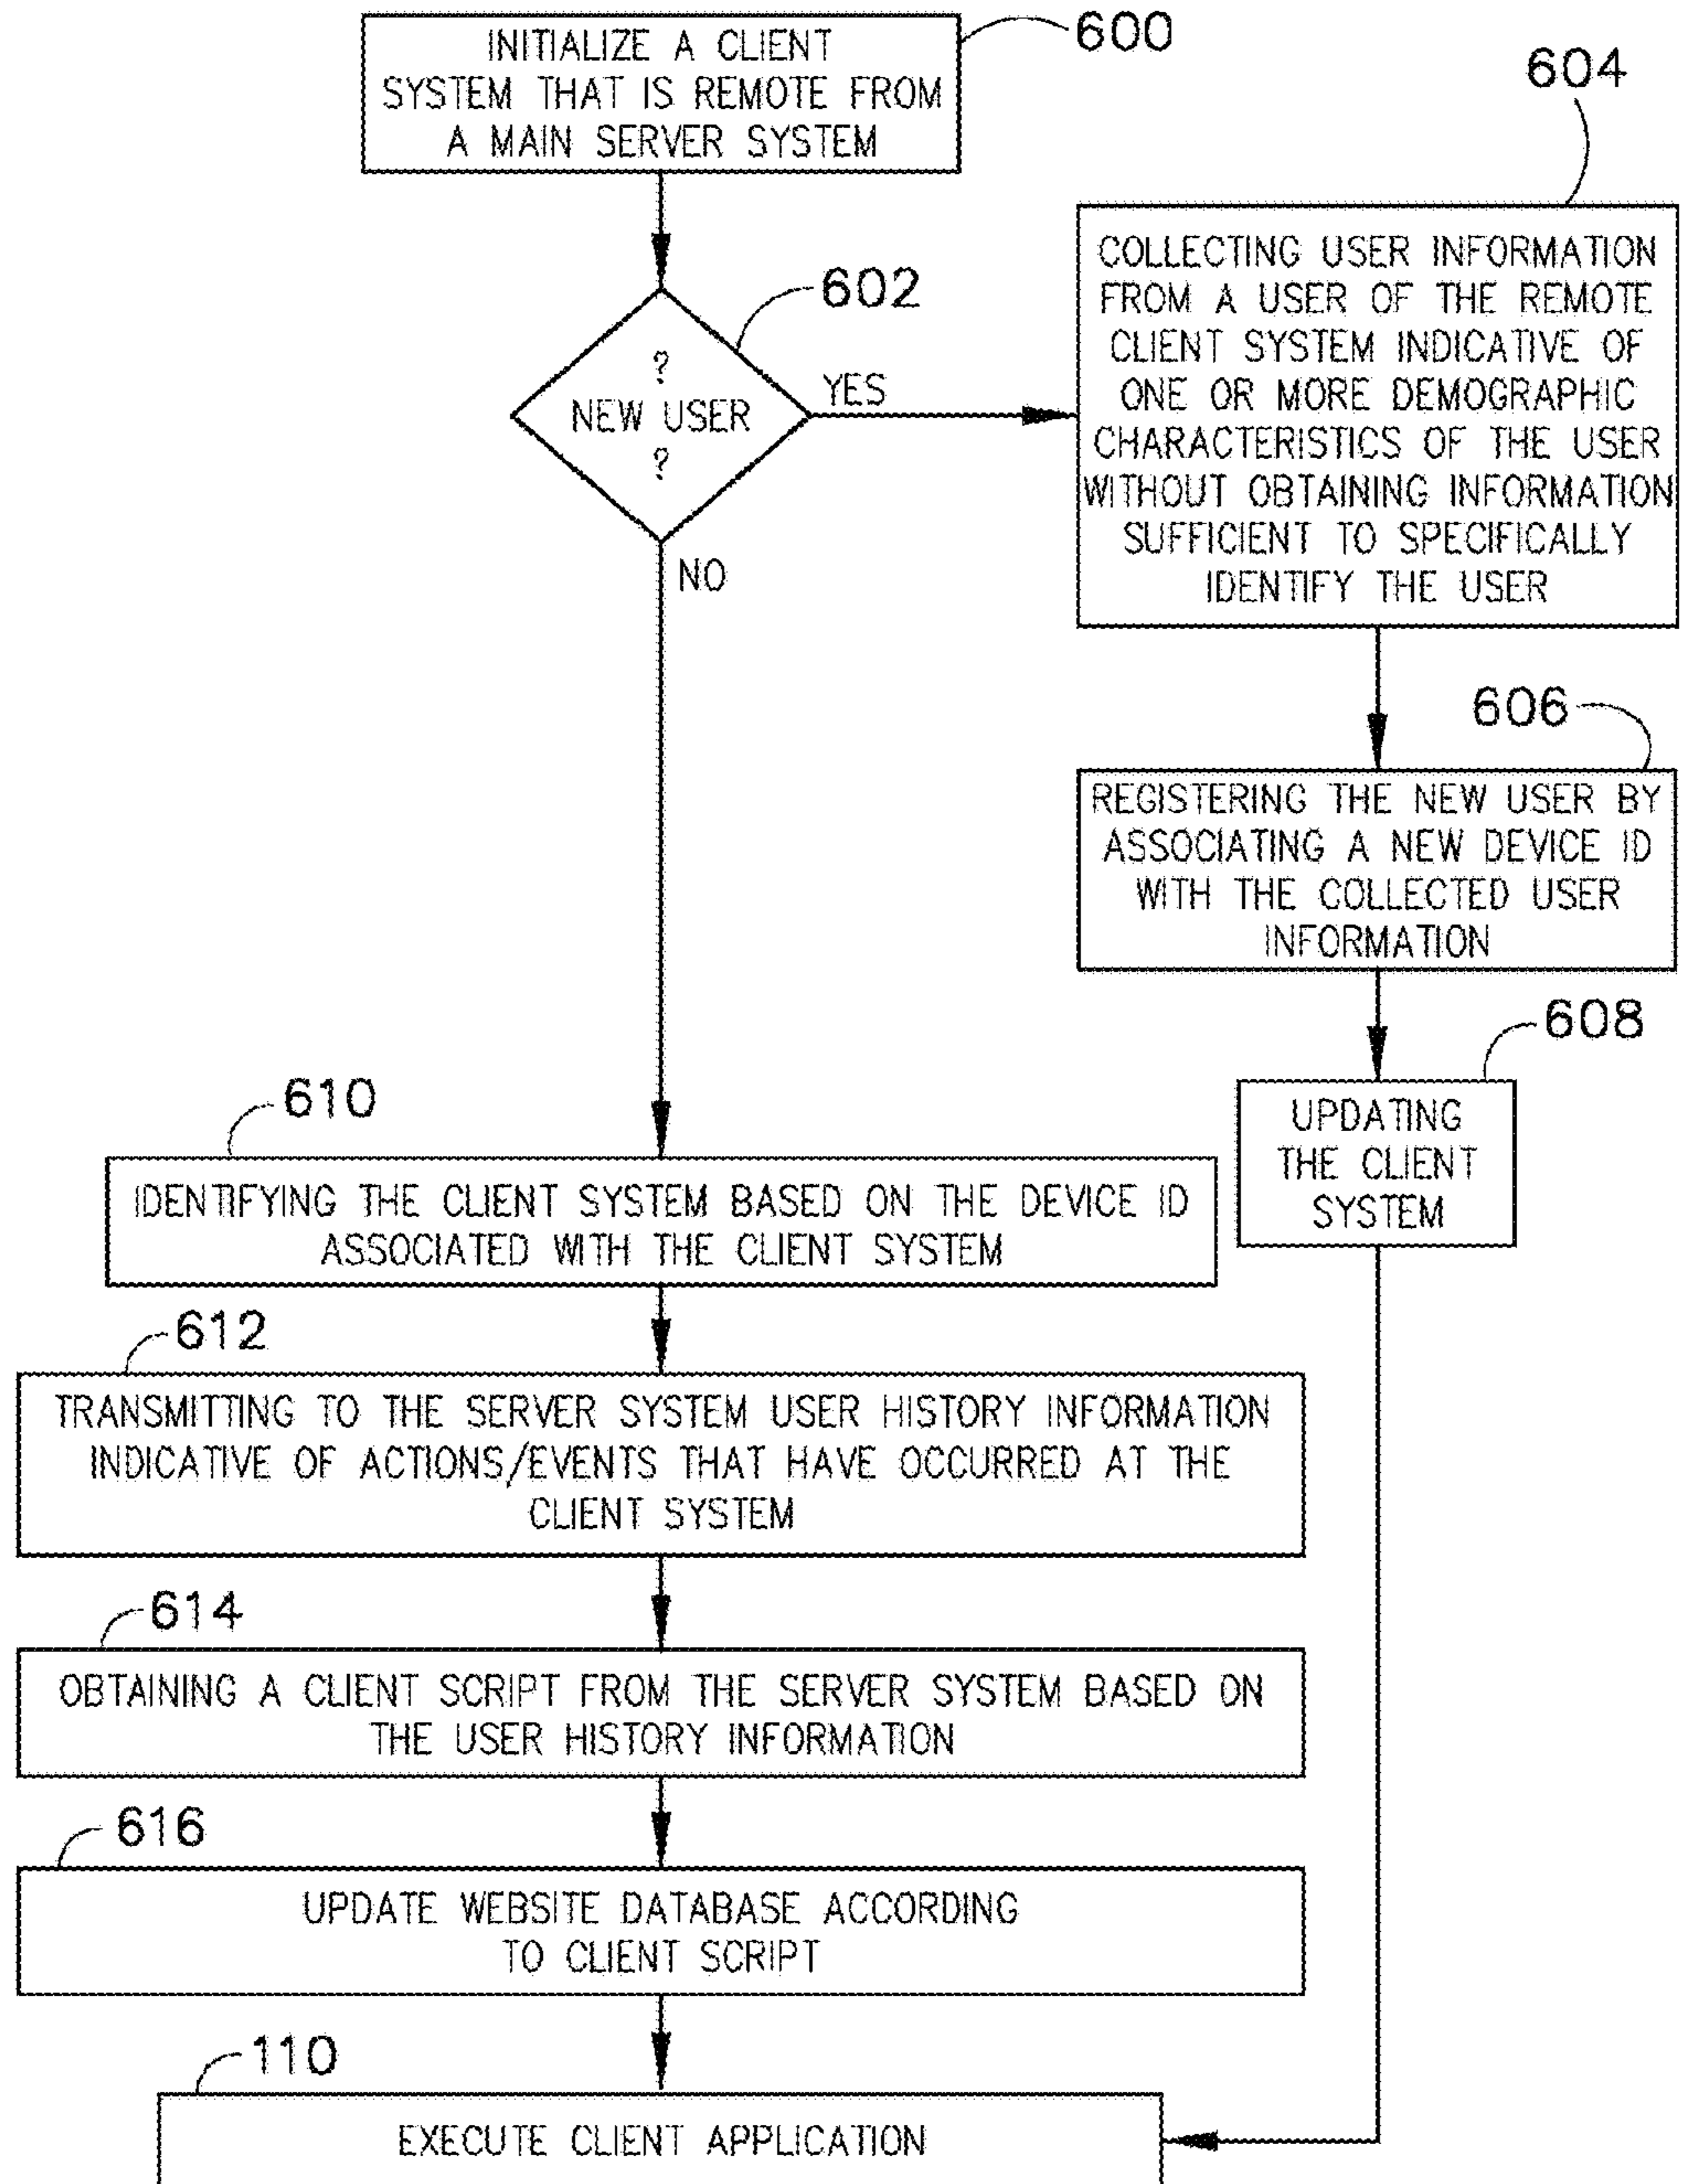 INITIALIZE A CLIENT
SYSTEM THAT IS REMOTE FROM
A MAIN SERVER SYSTEM
600
602
?
NEW USER
?
YES
NO
604
COLLECTING USER INFORMATION
FROM A USER OF THE REMOTE
CLIENT SYSTEM INDICATIVE OF
ONE OR MORE DEMOGRAPHIC
CHARACTERISTICS OF THE USER
WITHOUT OBTAINING INFORMATION
SUFFICIENT TO SPECIFICALLY
IDENTIFY THE USER
606
REGISTERING THE NEW USER BY
ASSOCIATING A NEW DEVICE ID
WITH THE COLLECTED USER
INFORMATION
608
UPDATING
THE CLIENT
SYSTEM
610
IDENTIFYING THE CLIENT SYSTEM BASED ON THE DEVICE ID
ASSOCIATED WITH THE CLIENT SYSTEM
612
TRANSMITTING TO THE SERVER SYSTEM USER HISTORY INFORMATION
INDICATIVE OF ACTIONS/EVENTS THAT HAVE OCCURRED AT THE
CLIENT SYSTEM
614
OBTAINING A CLIENT SCRIPT FROM THE SERVER SYSTEM BASED ON
THE USER HISTORY INFORMATION
616
UPDATE WEBSITE DATABASE ACCORDING
TO CLIENT SCRIPT
110
EXECUTE CLIENT APPLICATION